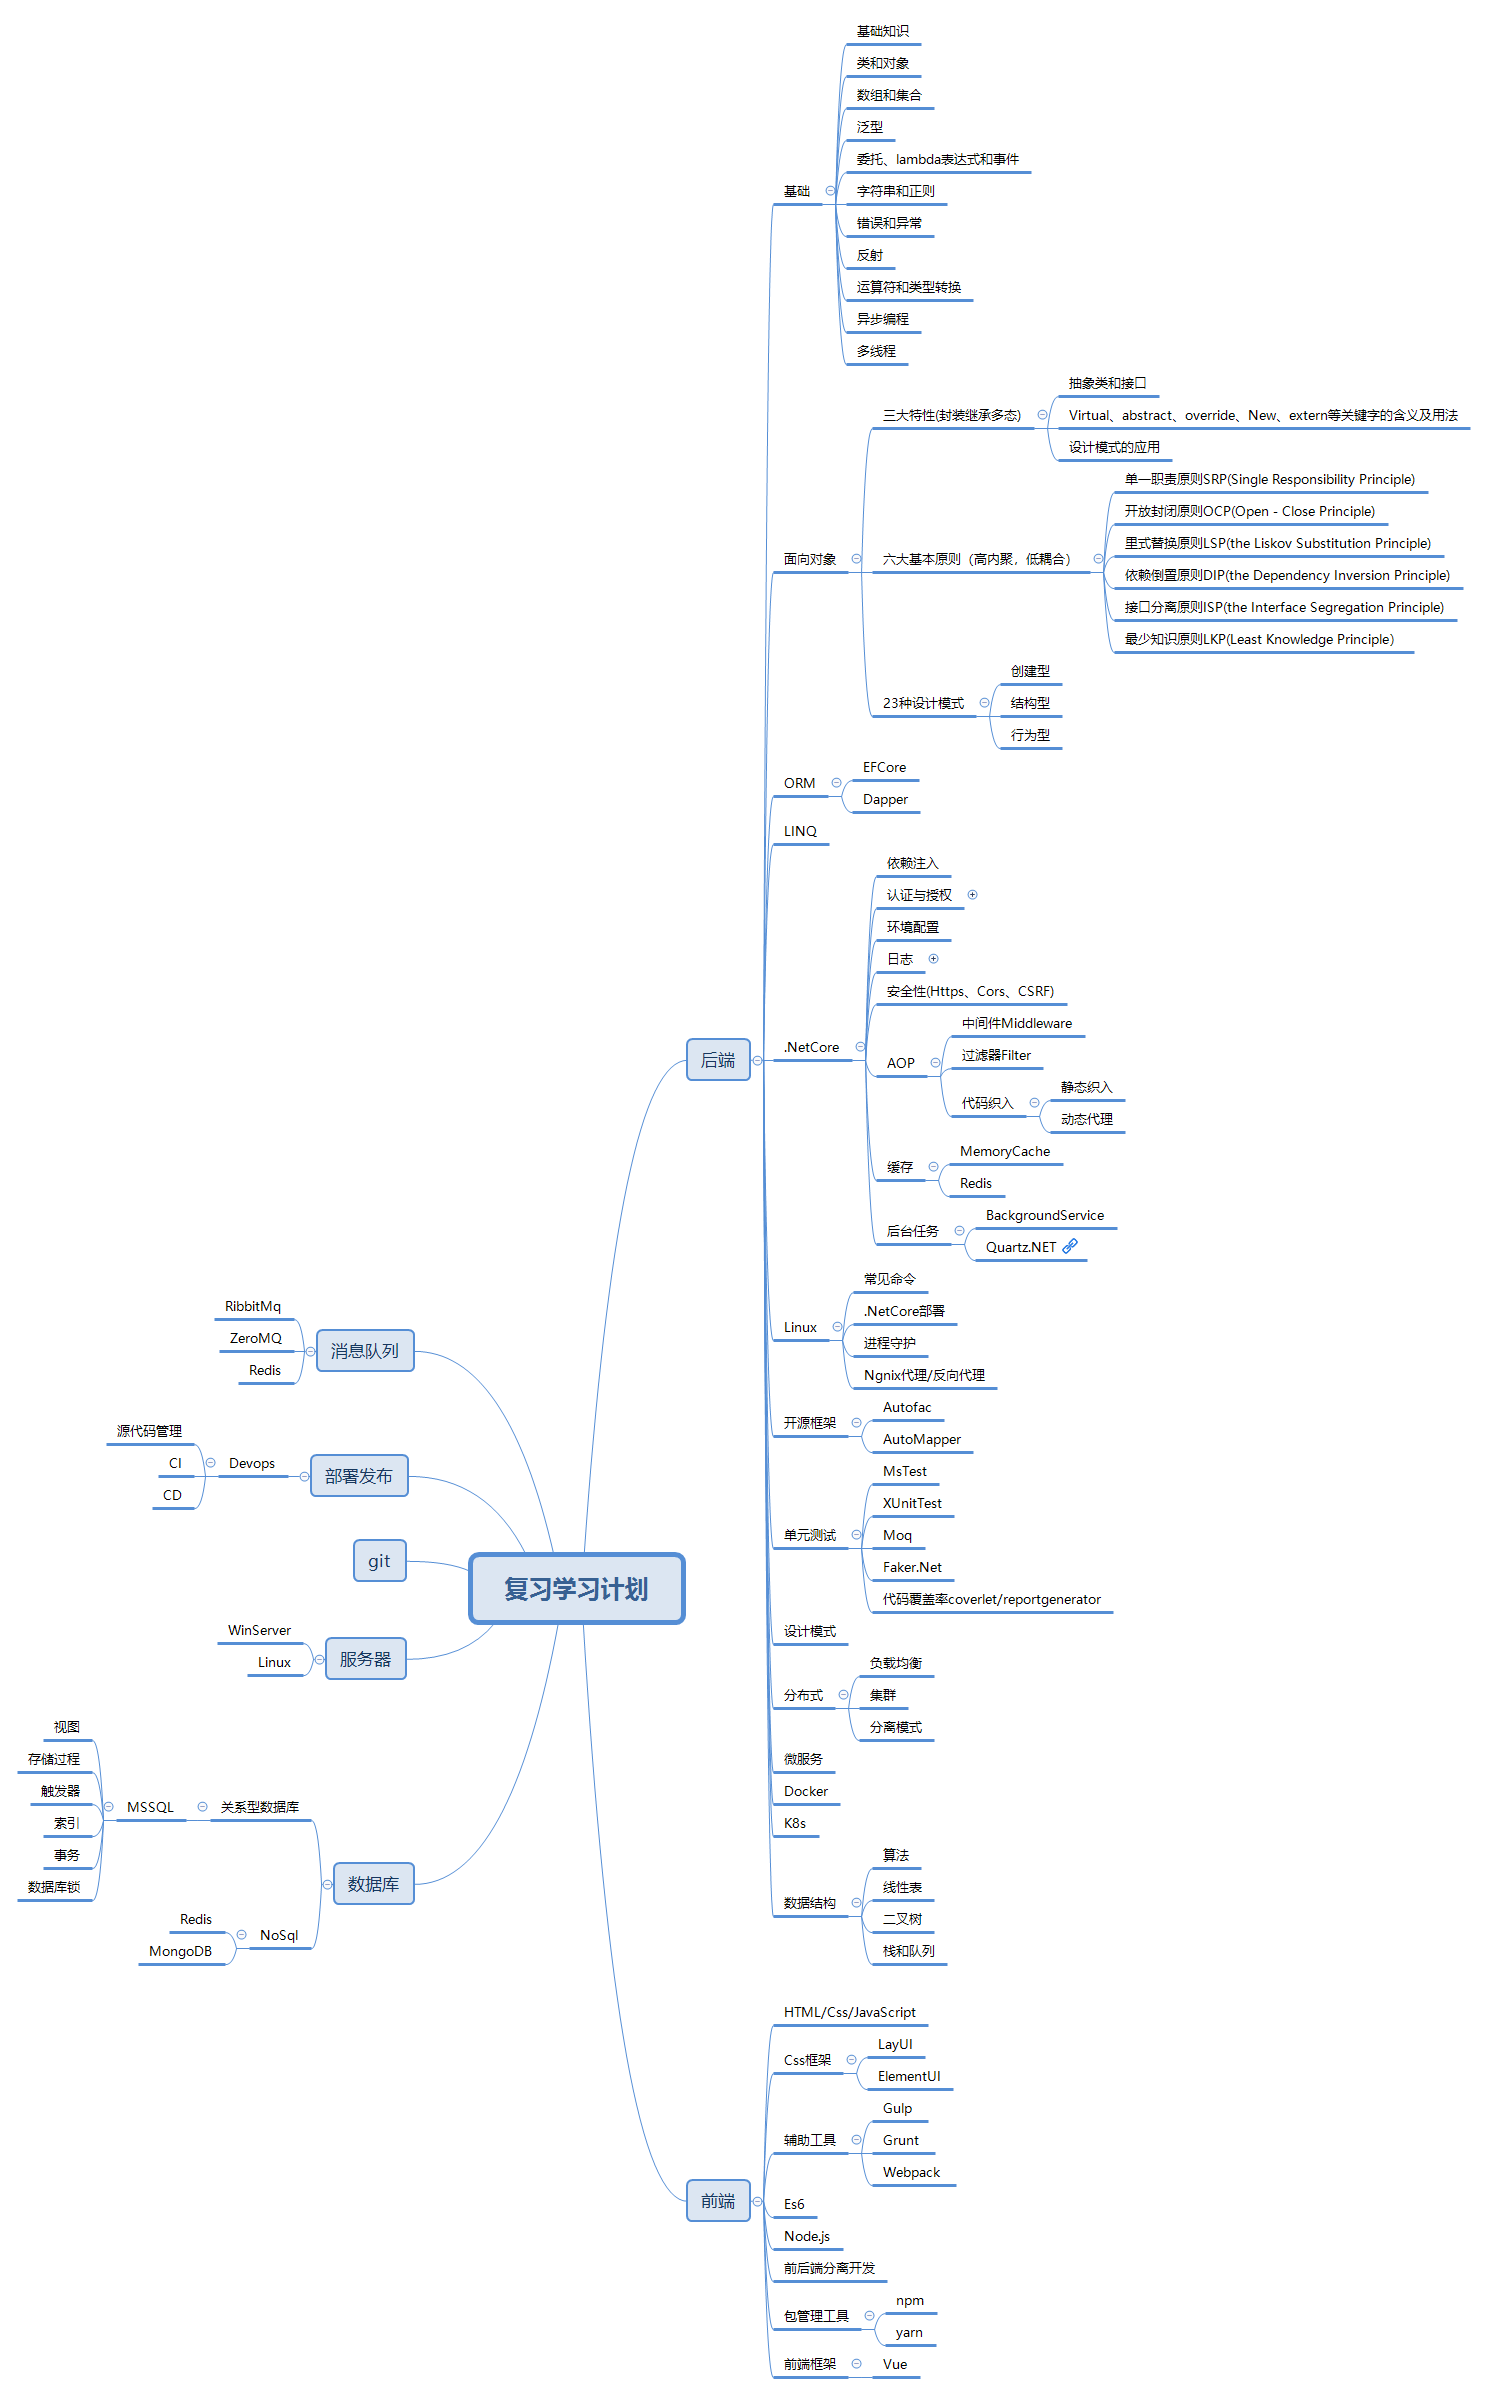 复习学习计划
后端
基础
基础知识
类和对象
数组和集合
泛型
委托、lambda表达式和事件
字符串和正则
错误和异常
反射
运算符和类型转换
异步编程
多线程
面向对象
三大特性(封装继承多态)
抽象类和接口
Virtual、abstract、override、New、extern等关键字的含义及用法
设计模式的应用
六大基本原则（高内聚，低耦合）
单一职责原则SRP(Single Responsibility Principle)
开放封闭原则OCP(Open - Close Principle)
里式替换原则LSP(the Liskov Substitution Principle)
依赖倒置原则DIP(the Dependency Inversion Principle)
接口分离原则ISP(the Interface Segregation Principle)
最少知识原则LKP(Least Knowledge Principle）
23种设计模式
创建型
结构型
行为型
ORM
EFCore
Dapper
LINQ
.NetCore
依赖注入
认证与授权
环境配置
日志
安全性(Https、Cors、CSRF)
AOP
中间件Middleware
过滤器Filter
代码织入
静态织入
动态代理
缓存
MemoryCache
Redis
后台任务
BackgroundService
Quartz.NET
Linux
常见命令
.NetCore部署
进程守护
Ngnix代理/反向代理
开源框架
Autofac
AutoMapper
单元测试
MsTest
XUnitTest
Moq
Faker.Net
代码覆盖率coverlet/reportgenerator
设计模式
分布式
负载均衡
集群
分离模式
微服务
Docker
K8s
数据结构
算法
线性表
二叉树
栈和队列
前端
HTML/Css/JavaScript
Css框架
LayUI
ElementUI
辅助工具
Gulp
Grunt
Webpack
Es6
Node.js
前后端分离开发
包管理工具
npm
yarn
前端框架
Vue
消息队列
RibbitMq
ZeroMQ
Redis
部署发布
Devops
源代码管理
CI
CD
git
服务器
WinServer
Linux
数据库
关系型数据库
MSSQL
视图
存储过程
触发器
索引
事务
数据库锁
NoSql
Redis
MongoDB